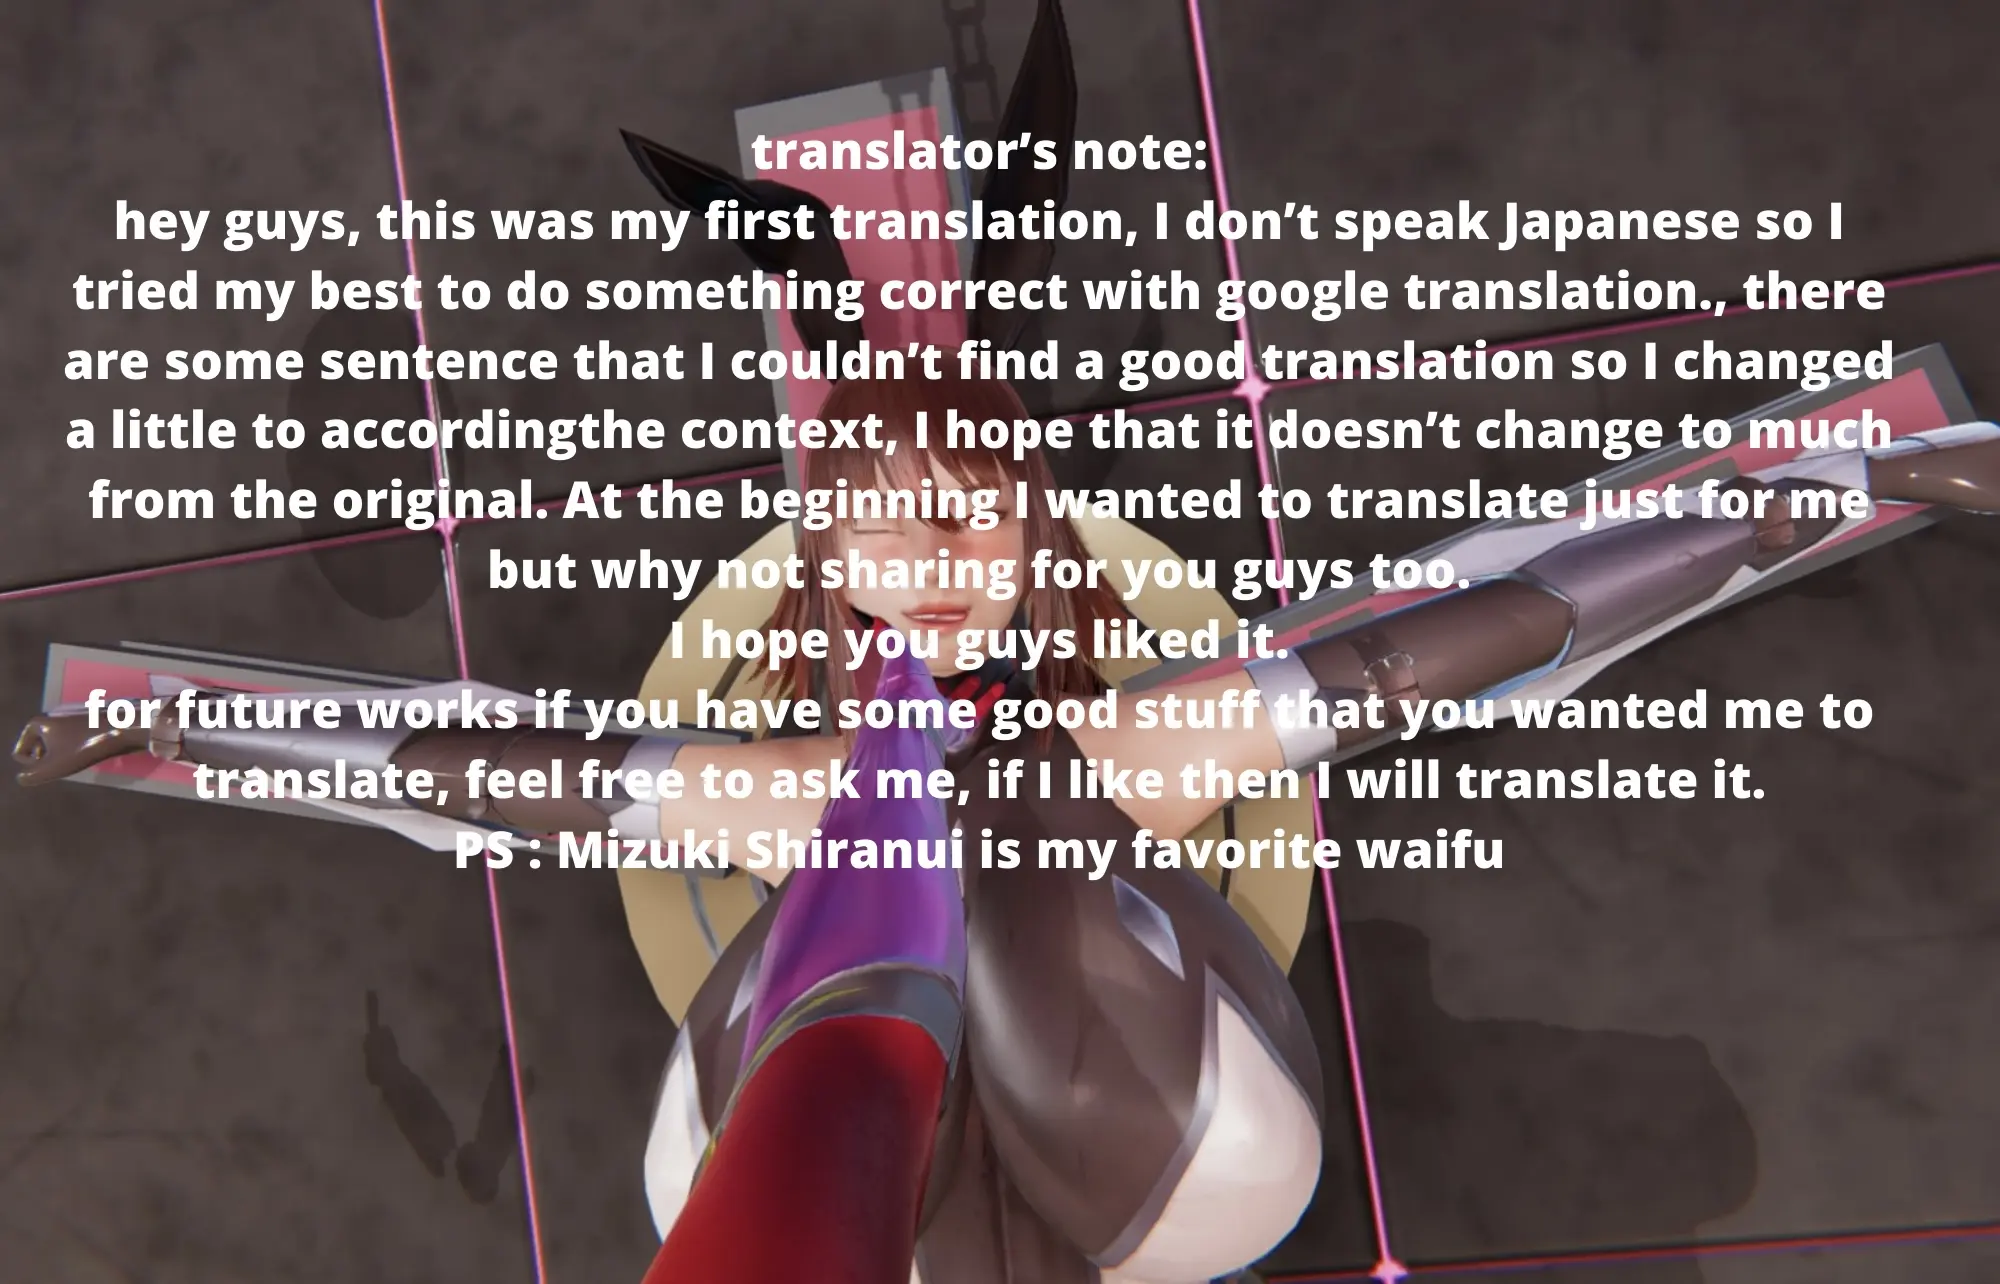 translator’s note:
hey guys, this was my first translation, I don’t speak Japanese so I
tried my best to do something correct with google translation., there
are some sentence that I couldn’t find a good translation so I changed
a little to accordingthe context, I hope that it doesn’t change to much
from the original. At the beginning I wanted to translate just for me
but why not sharing for you guys too.
I hope you guys liked it.
for future works if you have some good stuff that you wanted me to
translate, feel free to ask me, if I like then I will translate it.
PS : Mizuki Shiranui is my favorite waifu